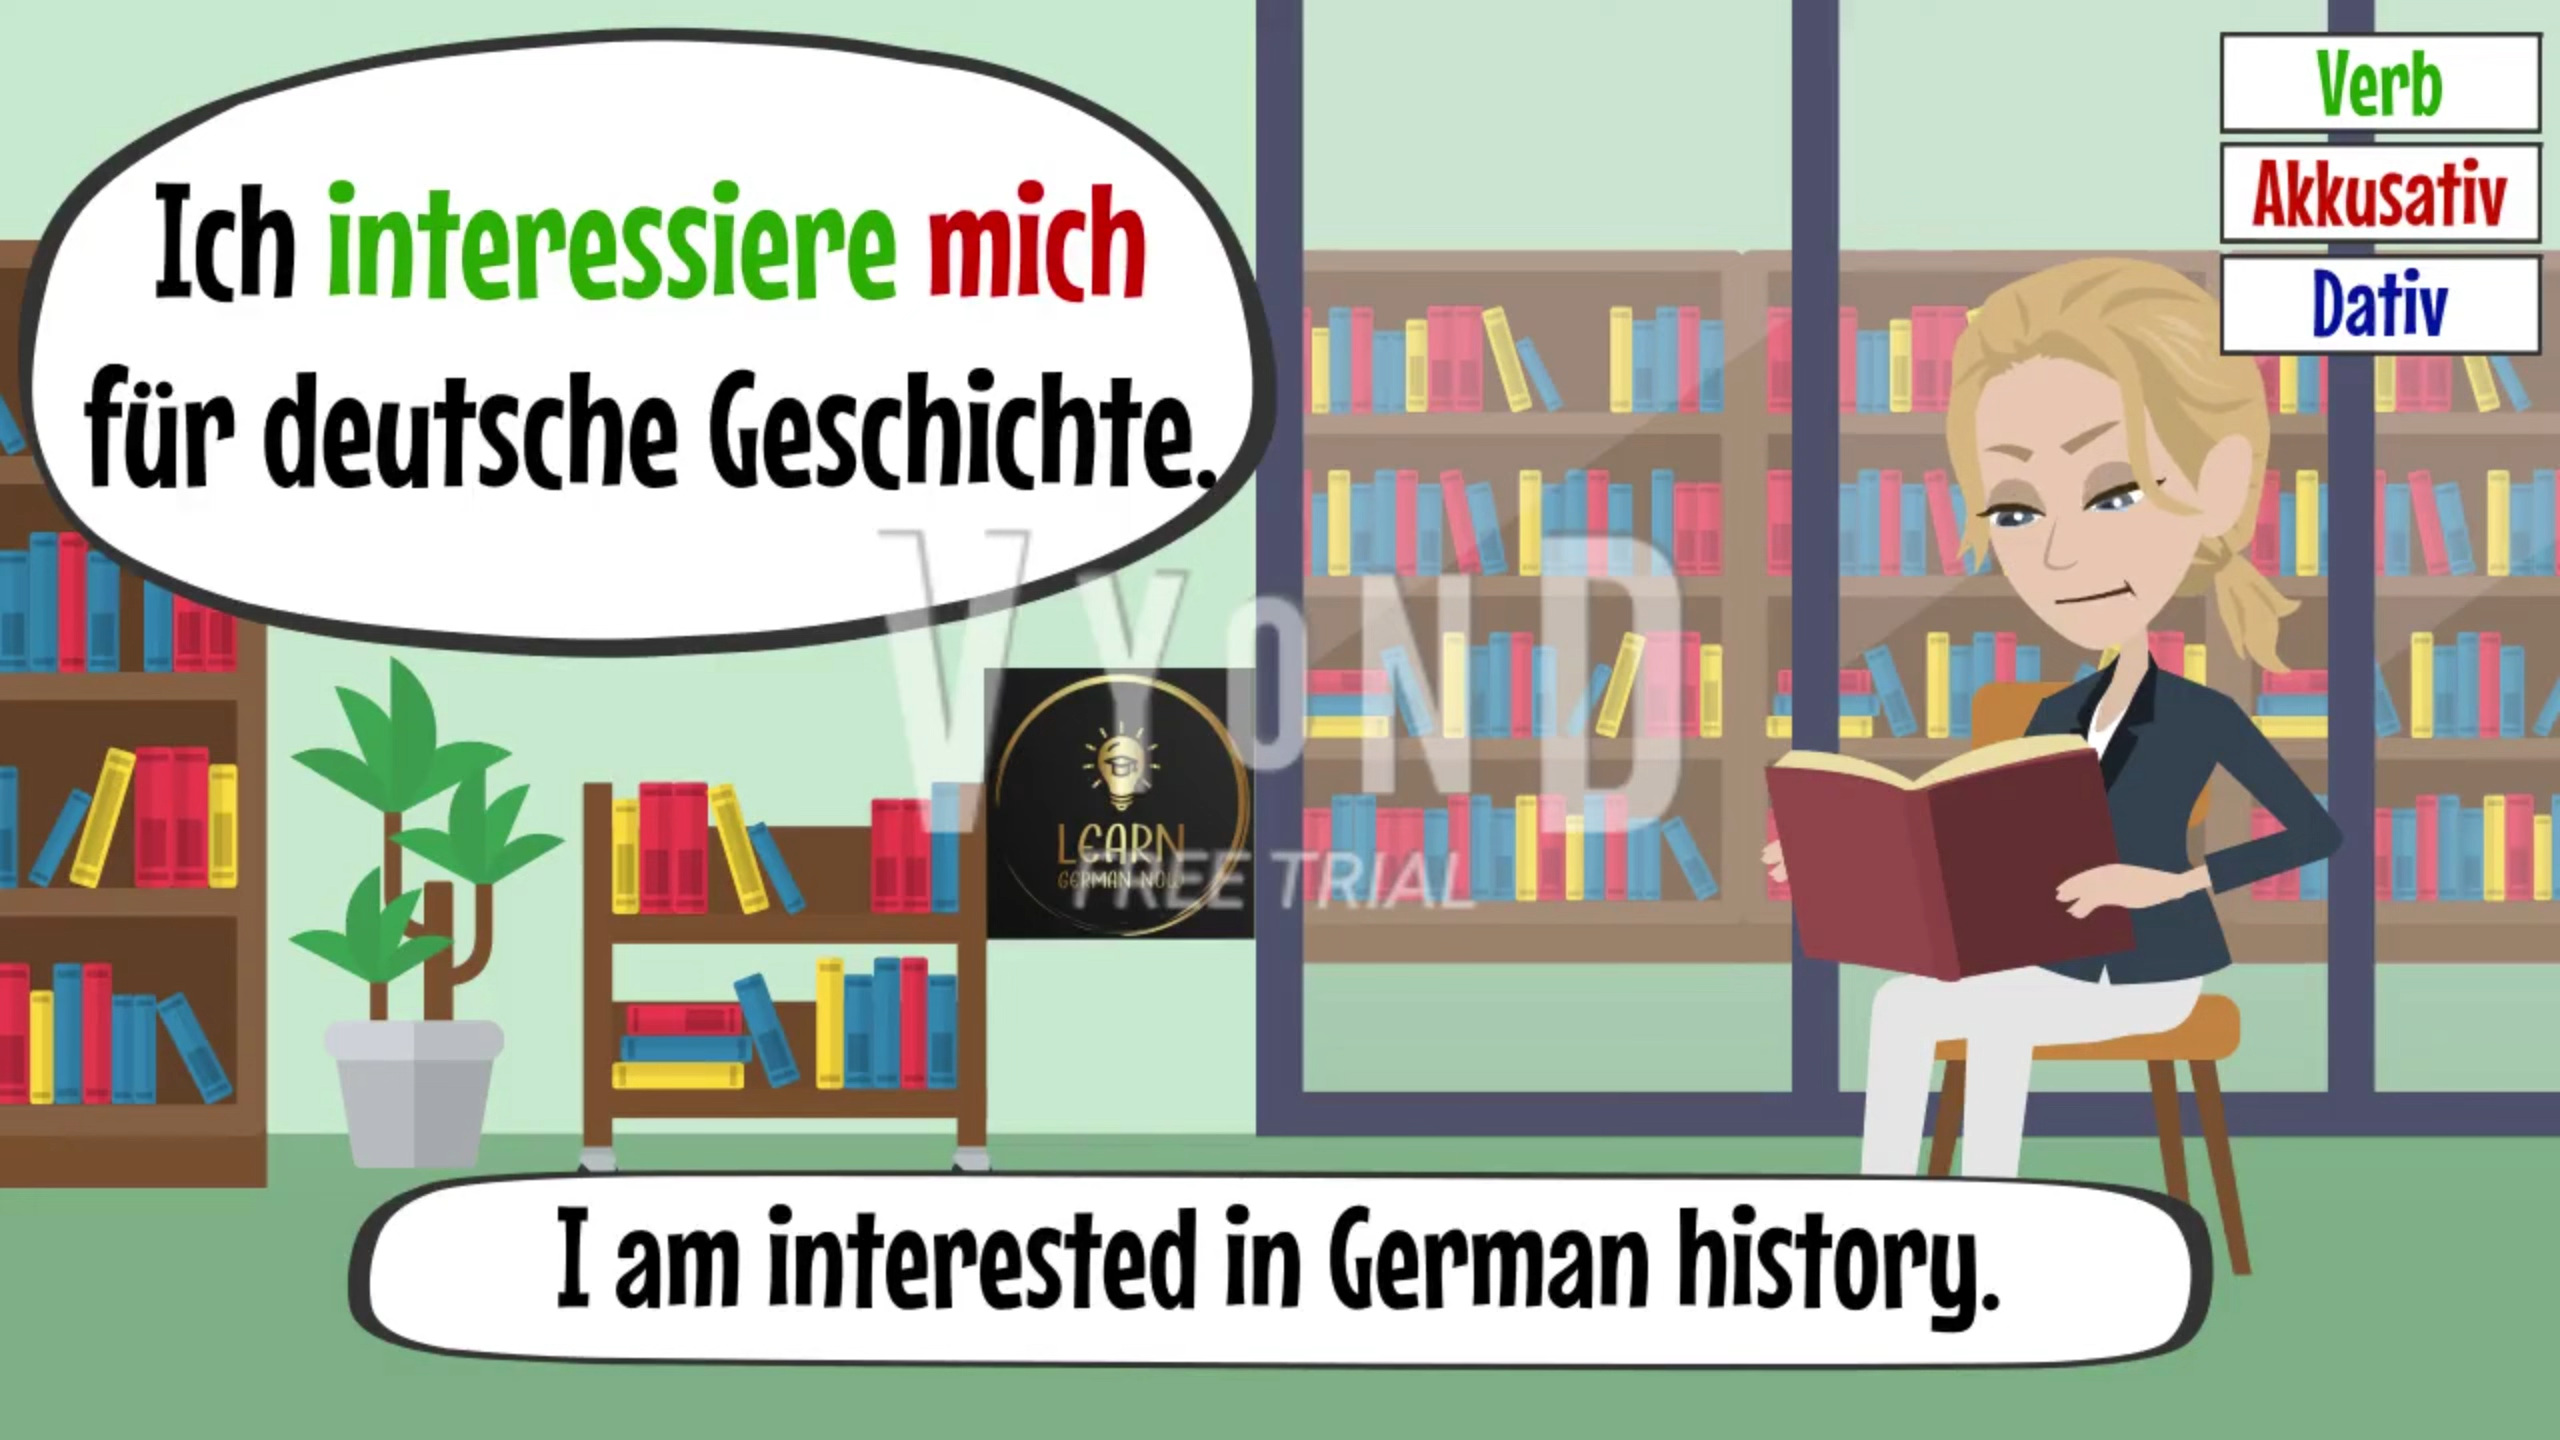 Ich interessiere mich
für deutsche Geschichte.
Verb
Akkusativ
Dativ
VYOND
FREE TRIAL
LEARN
GERMAN NOW
I am interested in German history.